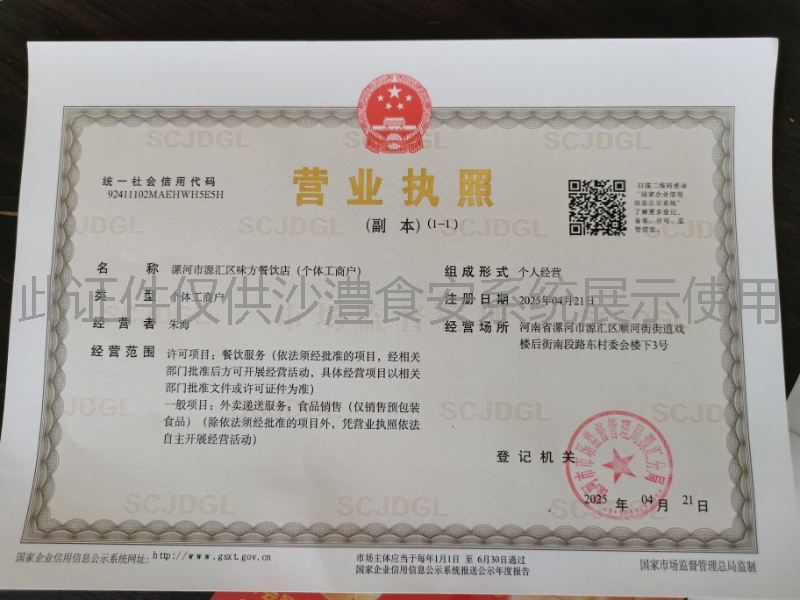 营业执照
(副 本) (1-1)
统一社会信用代码
92411102MAEHWH5E5H
扫描二维码登录
"国家企业信用
信息公示系统"
了解更多登记、
备案、许可、监
管信息。
名 称 漯河市源汇区味方餐饮店(个体工商户)
类 型 个体工商户
经 营 者 朱海
经营范围 许可项目:餐饮服务(依法须经批准的项目,经相关
部门批准后方可开展经营活动,具体经营项目以相关
部门批准文件或许可证件为准)
一般项目:外卖递送服务;食品销售(仅销售预包装
食品)(除依法须经批准的项目外,凭营业执照依法
自主开展经营活动)
组成形式 个人经营
注册日期 2025年04月21日
经营场所 河南省漯河市源汇区顺河街街道戏
楼后街南段路东村委会楼下3号
此证件仅供沙澧食安系统展示使用
登记机关
漯河市市场监督管理局源汇分局
2025 年 04 月 21 日
国家企业信用信息公示系统网址:http://www.gsxt.gov.cn
市场主体应当于每年1月1日 至 6月30日通过
国家企业信用信息公示系统报送公示年度报告
国家市场监督管理总局监制